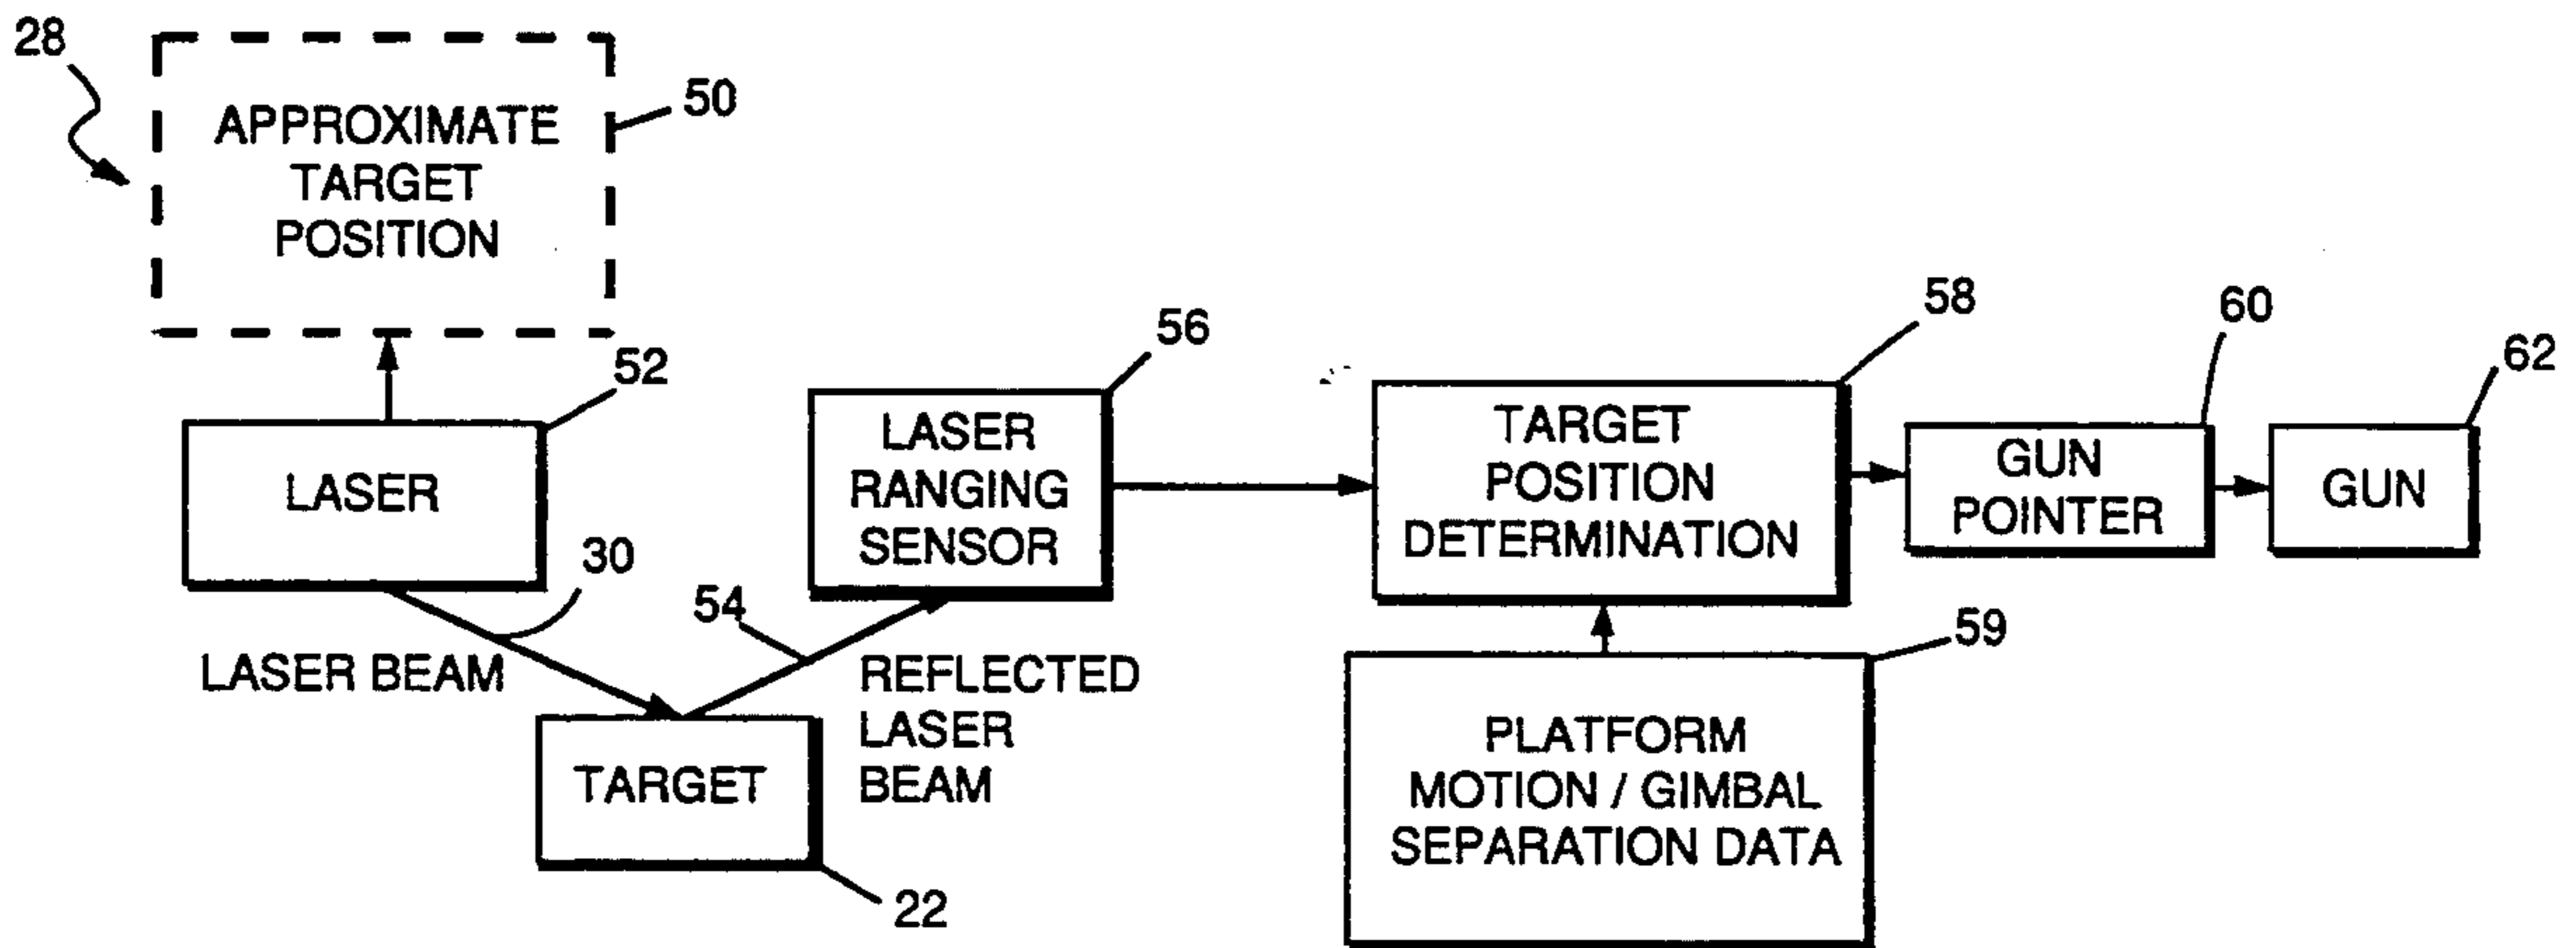 28
APPROXIMATE
TARGET
POSITION
50
52
LASER
30
LASER BEAM
TARGET
22
54
REFLECTED
LASER
BEAM
56
LASER
RANGING
SENSOR
58
TARGET
POSITION
DETERMINATION
59
PLATFORM
MOTION / GIMBAL
SEPARATION DATA
60
GUN
POINTER
62
GUN